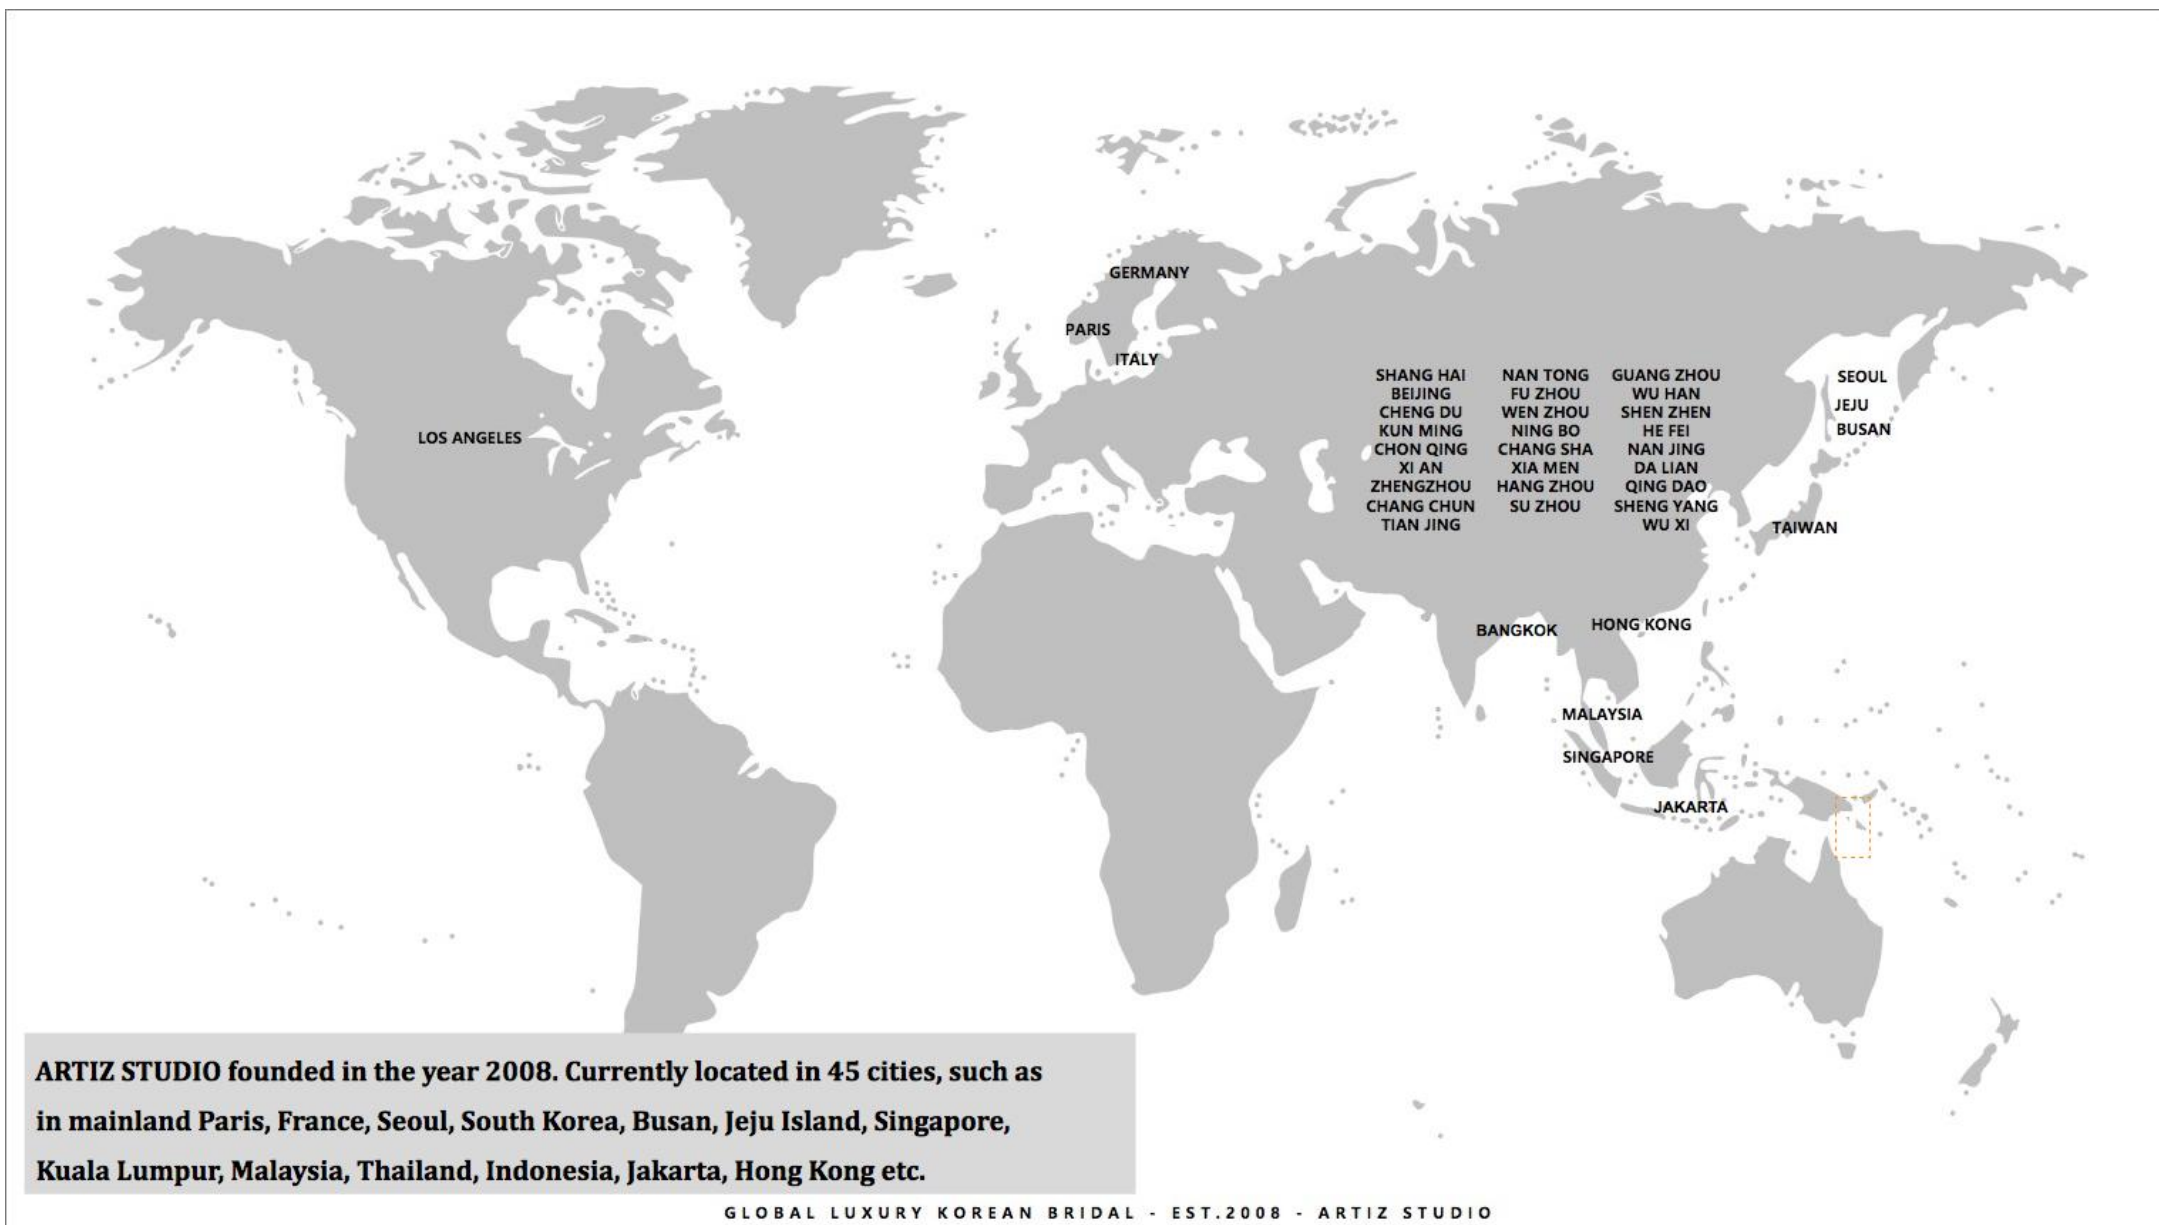 GERMANY
PARIS
ITALY
LOS ANGELES
SHANG HAI NAN TONG GUANG ZHOU
BEIJING FU ZHOU WU HAN
CHENG DU WEN ZHOU SHEN ZHEN
KUN MING NING BO HE FEI
CHON QING CHANG SHA NAN JING
XI AN XIA MEN DA LIAN
ZHENGZHOU HANG ZHOU QING DAO
CHANG CHUN SU ZHOU SHENG YANG
TIAN JING WU XI
SEOUL
JEJU
BUSAN
TAIWAN
BANGKOK
HONG KONG
MALAYSIA
SINGAPORE
JAKARTA
ARTIZ STUDIO founded in the year 2008. Currently located in 45 cities, such as
in mainland Paris, France, Seoul, South Korea, Busan, Jeju Island, Singapore,
Kuala Lumpur, Malaysia, Thailand, Indonesia, Jakarta, Hong Kong etc.
GLOBAL LUXURY KOREAN BRIDAL - EST.2008 - ARTIZ STUDIO